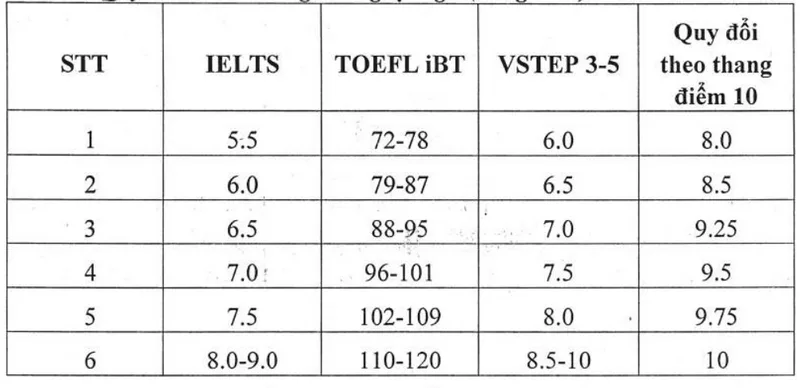 STT IELTS TOEFL iBT VSTEP 3-5 Quy đổi
theo thang
điểm 10
1 5.5 72-78 6.0 8.0
2 6.0 79-87 6.5 8.5
3 6.5 88-95 7.0 9.25
4 7.0 96-101 7.5 9.5
5 7.5 102-109 8.0 9.75
6 8.0-9.0 110-120 8.5-10 10